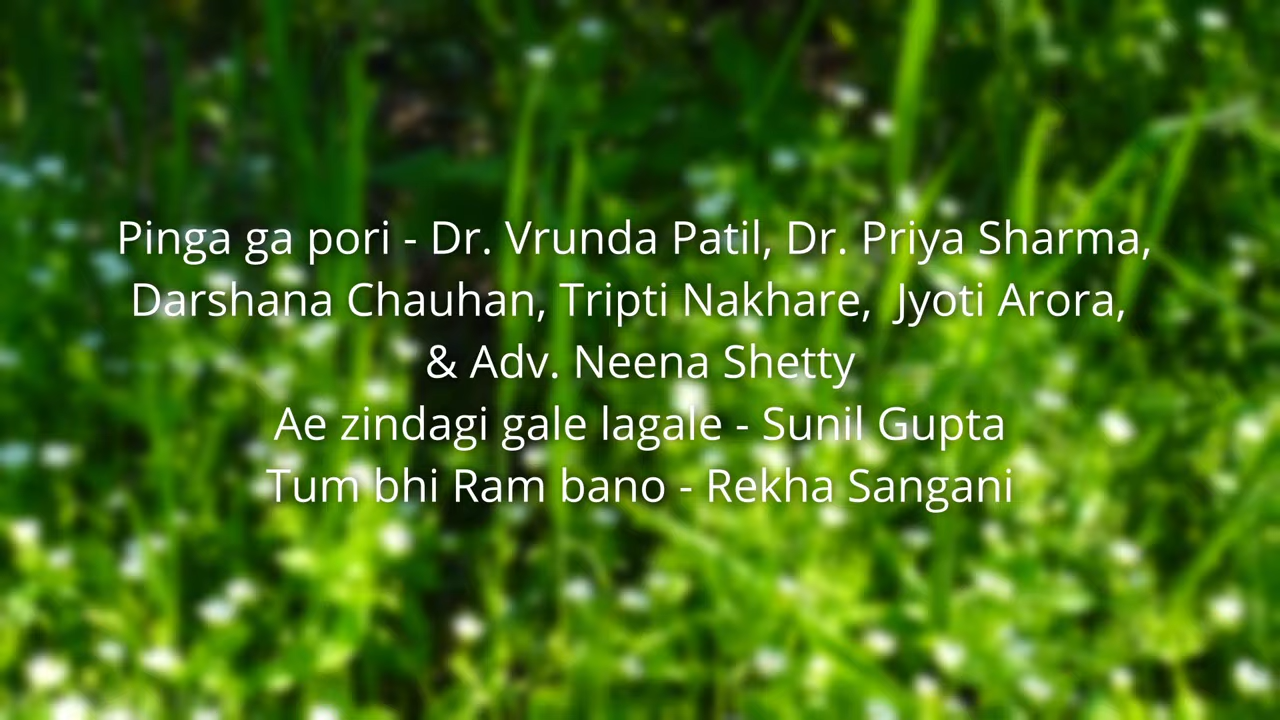 Pinga ga pori - Dr. Vrunda Patil, Dr. Priya Sharma,
Darshana Chauhan, Tripti Nakhare,  Jyoti Arora,
& Adv. Neena Shetty
Ae zindagi gale lagale - Sunil Gupta
Tum bhi Ram bano - Rekha Sangani